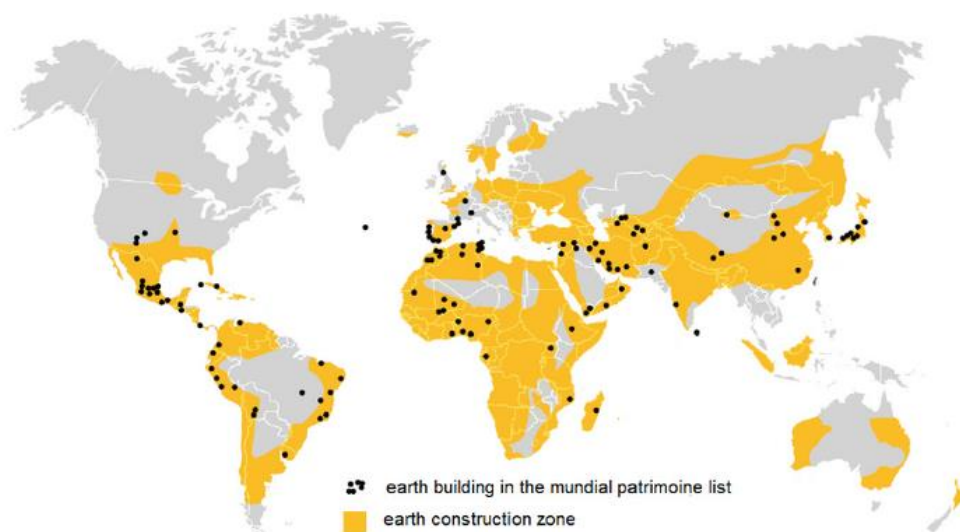 earth building in the mundial patrimoine list
earth construction zone